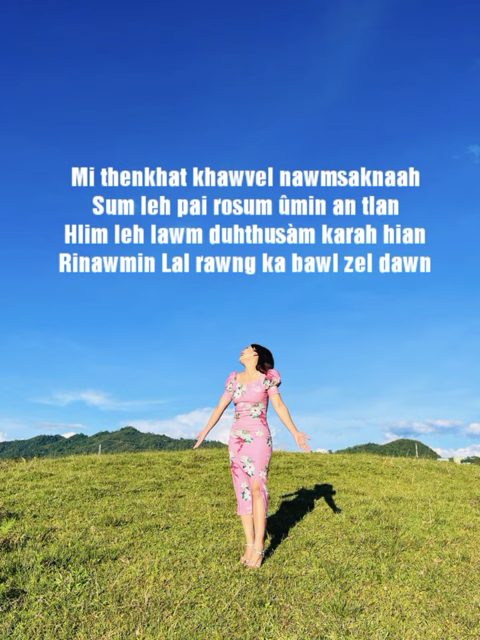 Mi thenkhat khawvel nawmsaknaah
Sum leh pai rosum ûmin an tlan
Hlim leh lawm duhthusàm karah hian
Rinawmin Lal rawng ka bawl zel dawn